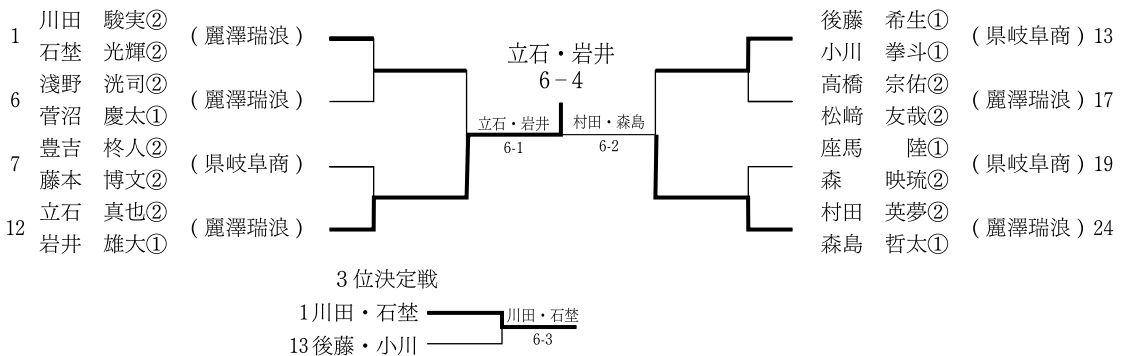 1 川田 駿実② (麗澤瑞浪)
石埜 光輝②
6 淺野 洸司② (麗澤瑞浪)
菅沼 慶太①
7 豊吉 柊人② (県岐阜商)
藤本 博文②
12 立石 真也② (麗澤瑞浪)
岩井 雄大①
立石・岩井
6-4
立石・岩井
6-1
村田・森島
6-2
後藤 希生① (県岐阜商) 13
小川 拳斗①
高橋 宗佑② (麗澤瑞浪) 17
松﨑 友哉②
座馬 陸① (県岐阜商) 19
森 映琉②
村田 英夢② (麗澤瑞浪) 24
森島 哲太①
3位決定戦
1川田・石埜
13後藤・小川
川田・石埜
6-3